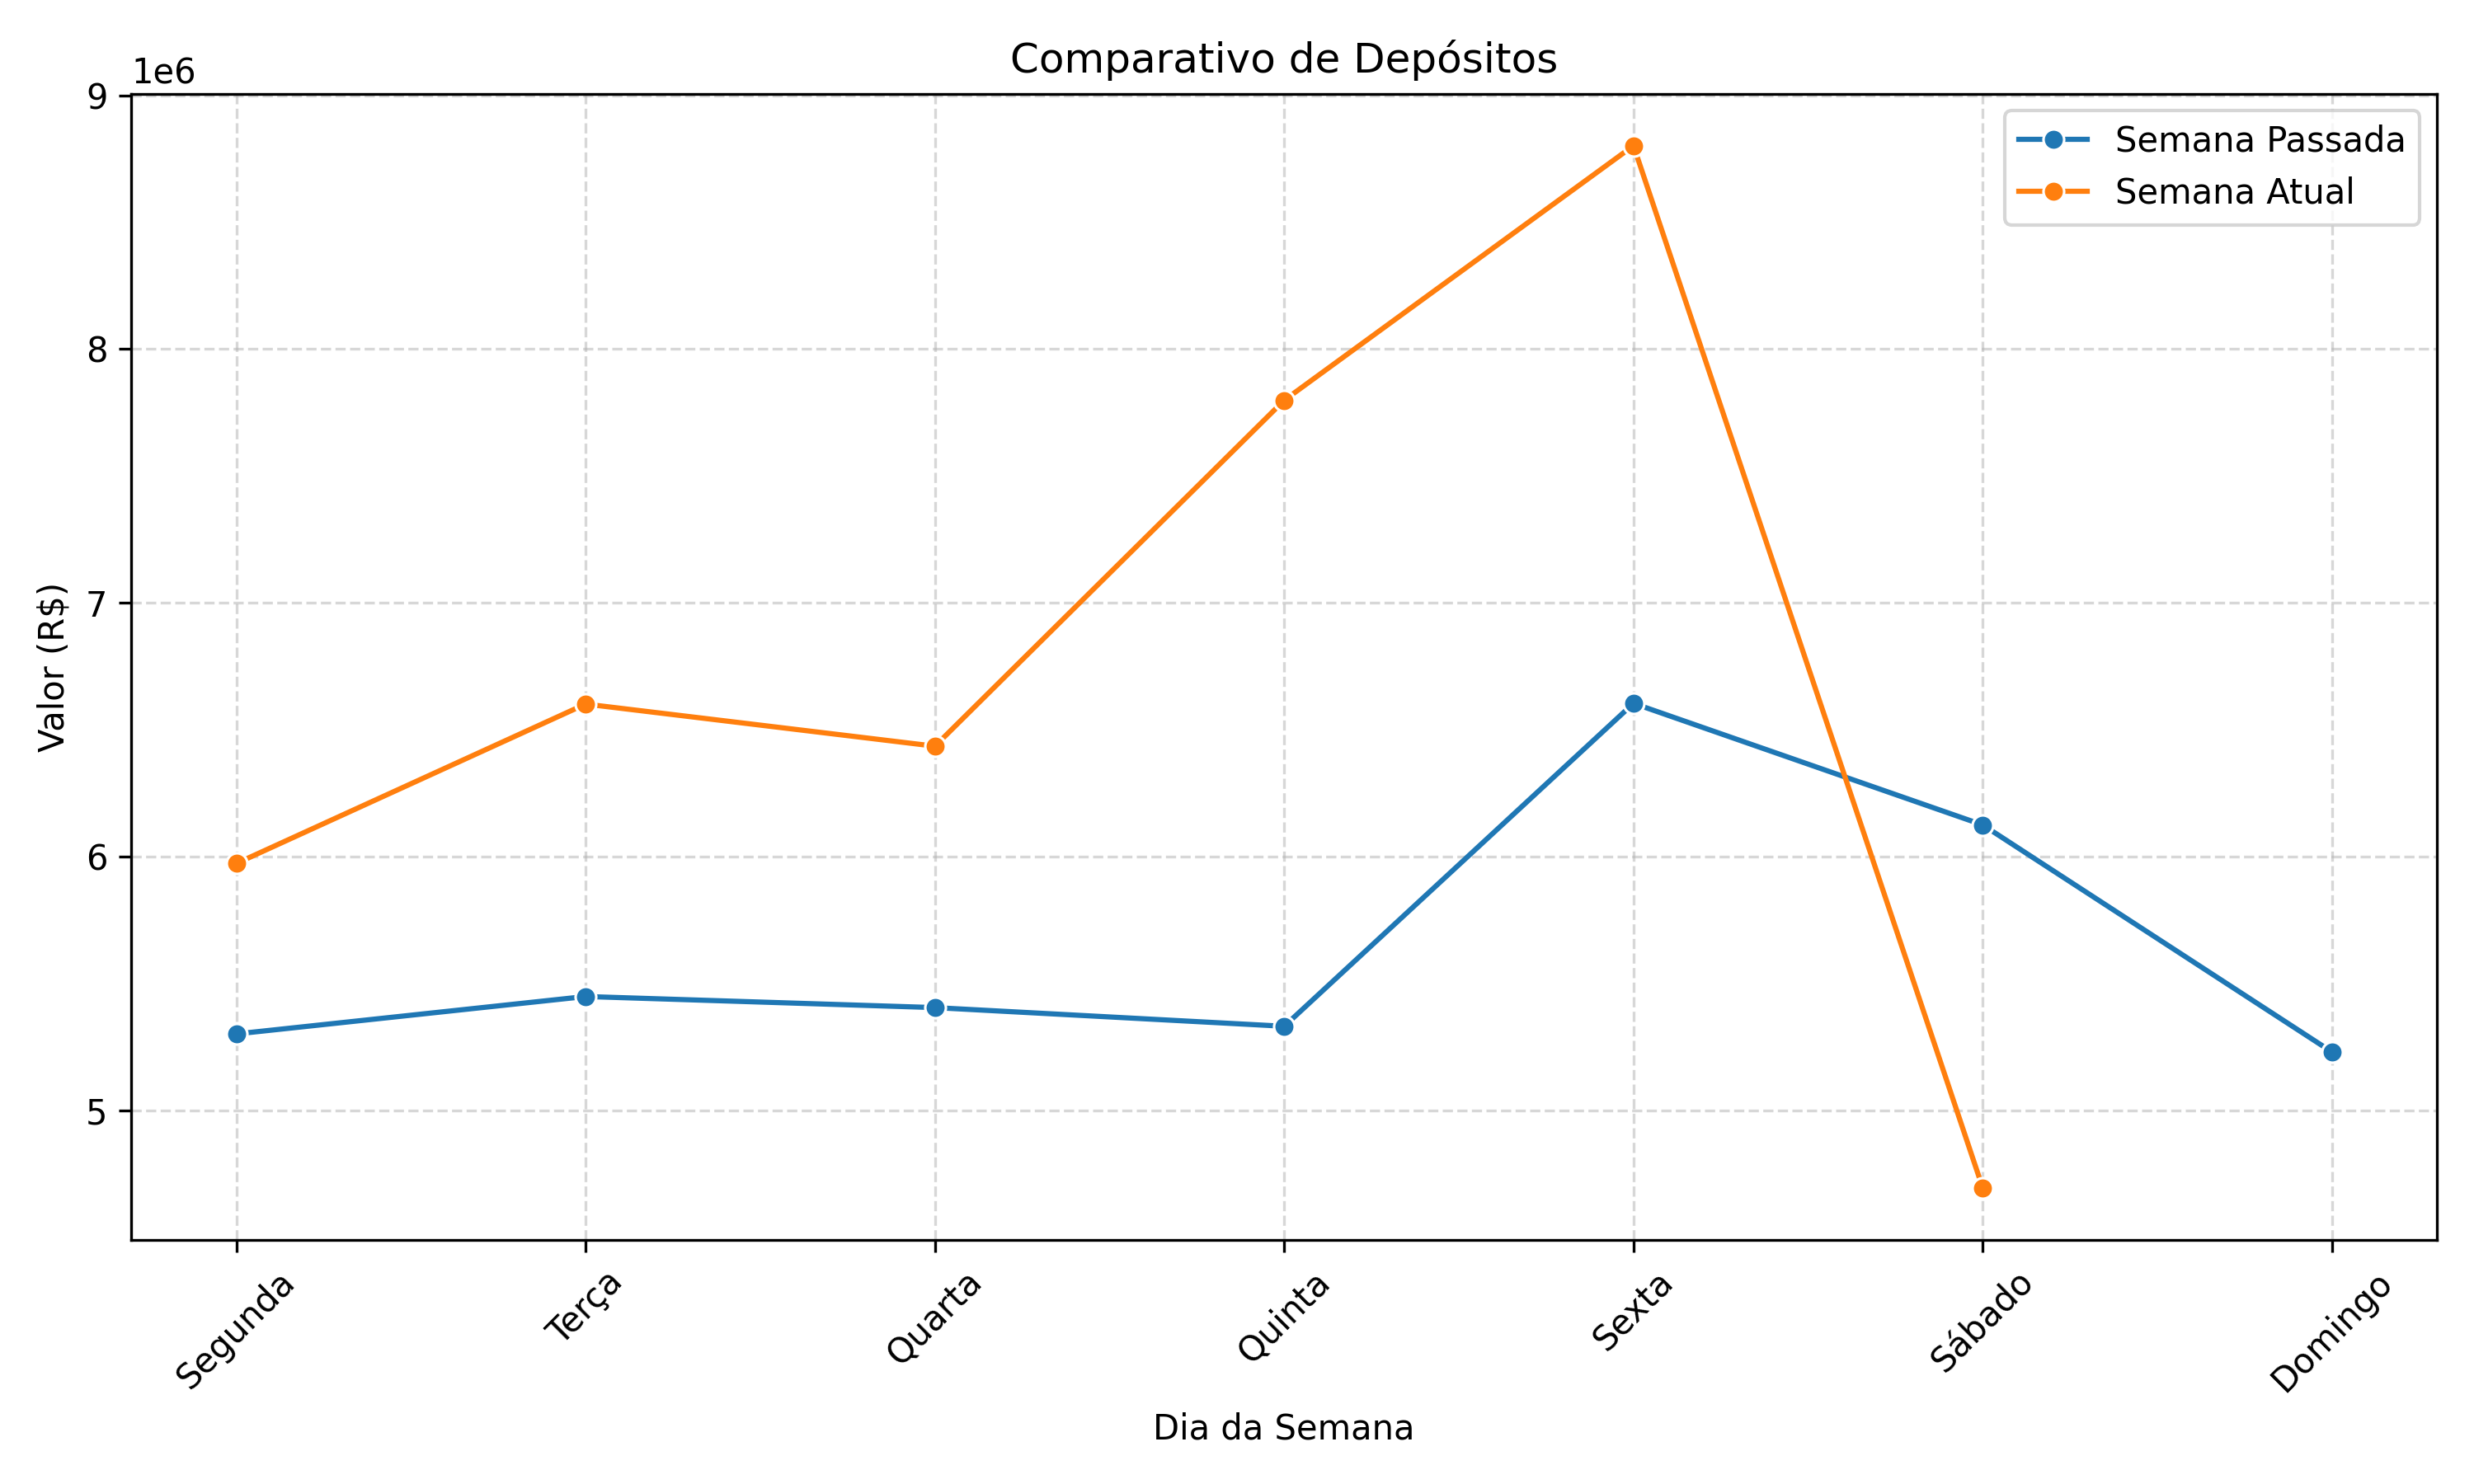 Comparativo de Depósitos
1e6
9
8
7
6
5
Valor (R$)
Semana Passada
Semana Atual
Segunda
Terça
Quarta
Quinta
Sexta
Sábado
Domingo
Dia da Semana